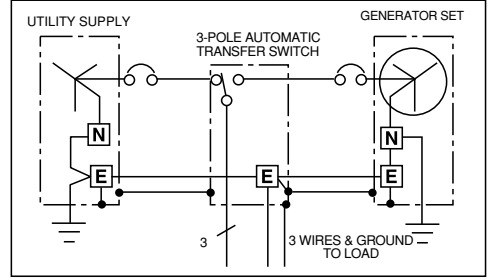 UTILITY SUPPLY
GENERATOR SET
3-POLE AUTOMATIC
TRANSFER SWITCH
N
N
E
E
E
3
3 WIRES & GROUND
TO LOAD